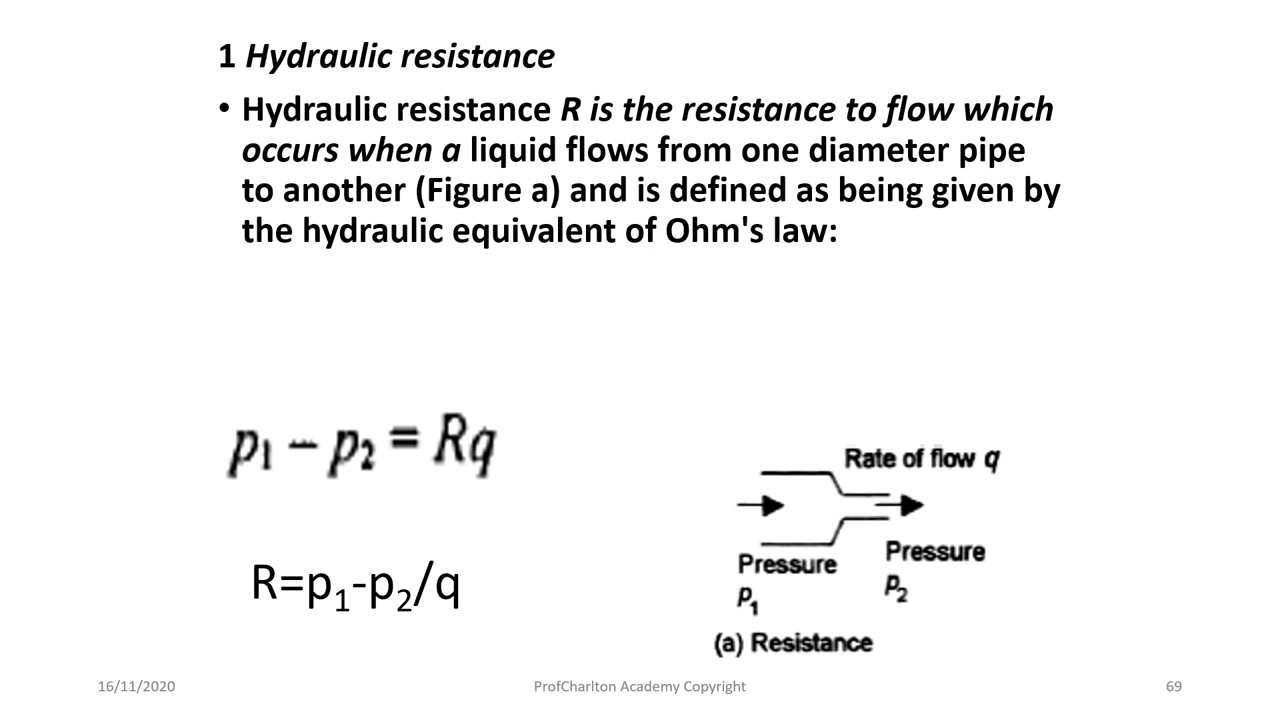 1 Hydraulic resistance
• Hydraulic resistance R is the resistance to flow which
occurs when a liquid flows from one diameter pipe
to another (Figure a) and is defined as being given by
the hydraulic equivalent of Ohm's law:
p₁ – p₂ = Rq
R=p₁-p₂/q
Rate of flow q
Pressure
p₁
Pressure
p₂
(a) Resistance
16/11/2020
ProfCharlton Academy Copyright
69